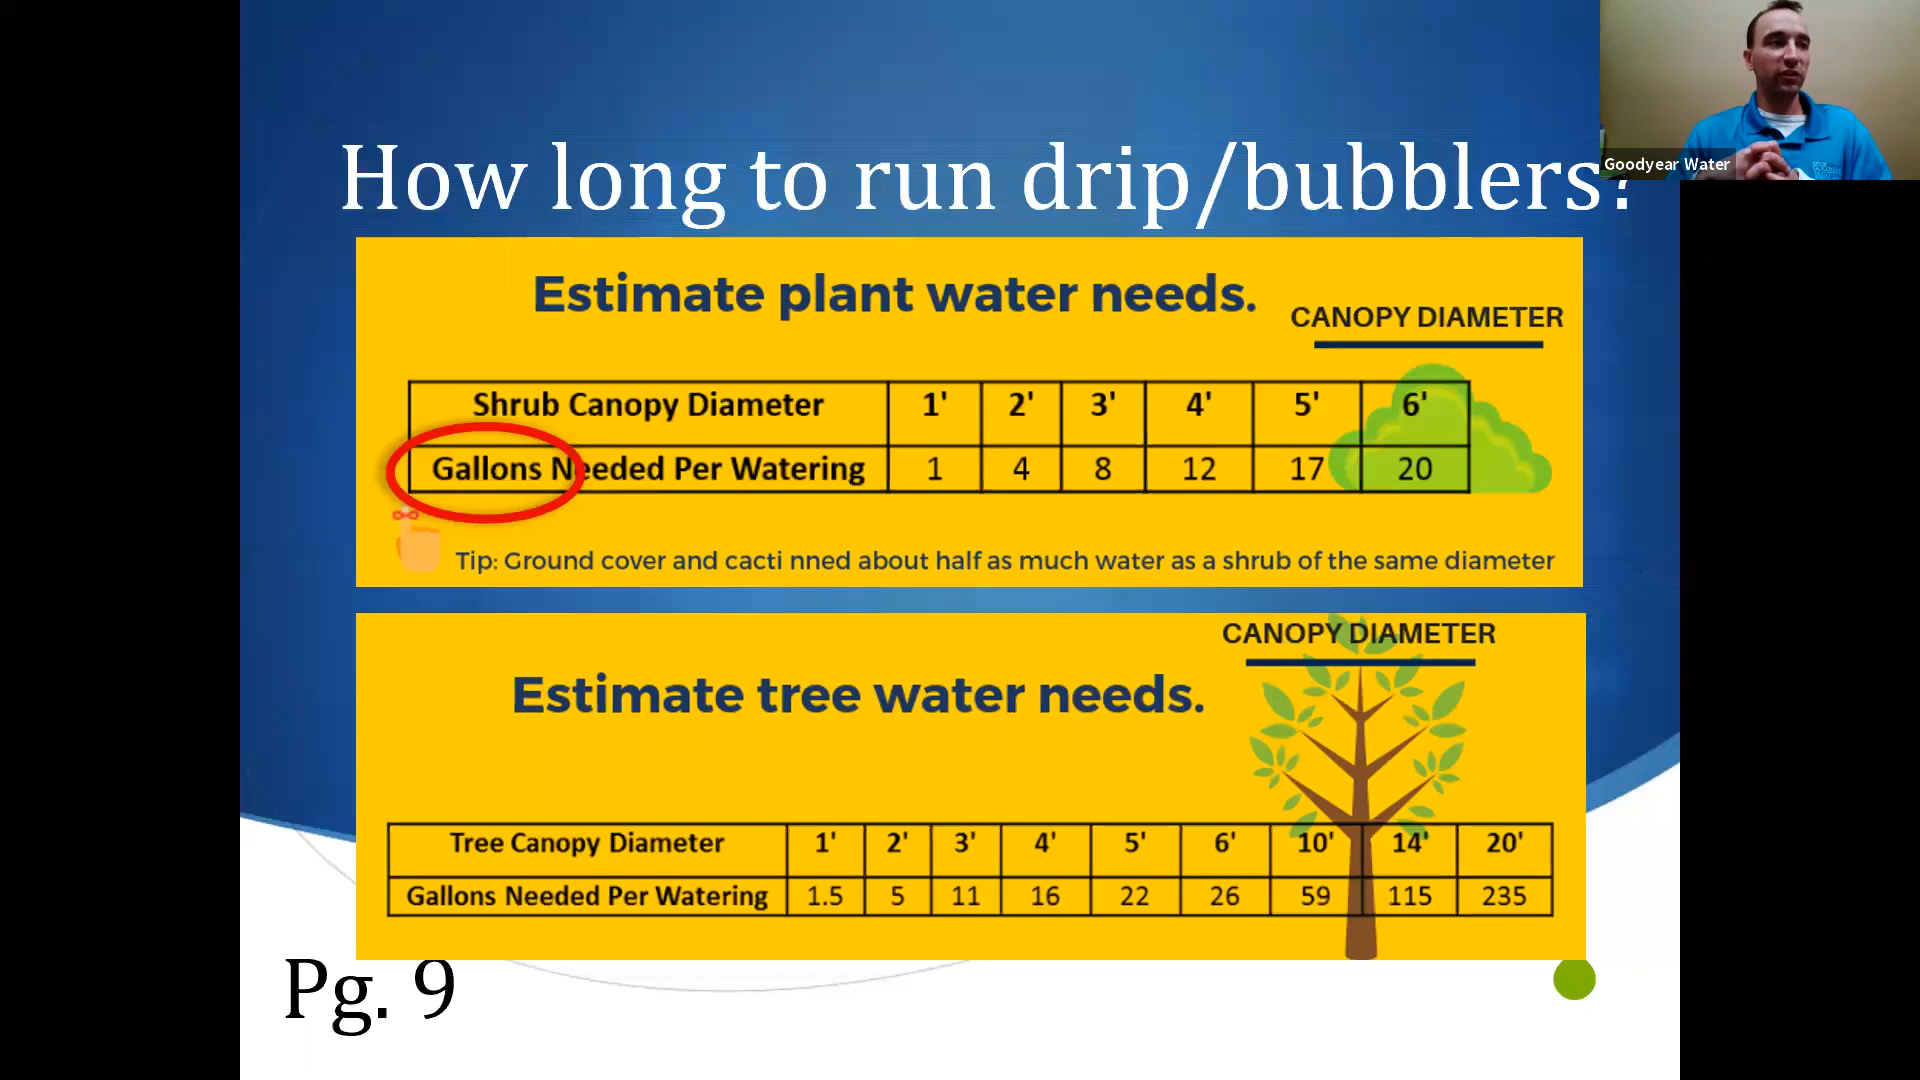 How long to run drip/bubblers?
Goodyear Water
Estimate plant water needs.
CANOPY DIAMETER
Shrub Canopy Diameter 1' 2' 3' 4' 5' 6'
Gallons Needed Per Watering 1 4 8 12 17 20
Tip: Ground cover and cacti nned about half as much water as a shrub of the same diameter
CANOPY DIAMETER
Estimate tree water needs.
Tree Canopy Diameter 1' 2' 3' 4' 5' 6' 10' 14' 20'
Gallons Needed Per Watering 1.5 5 11 16 22 26 59 115 235
Pg. 9